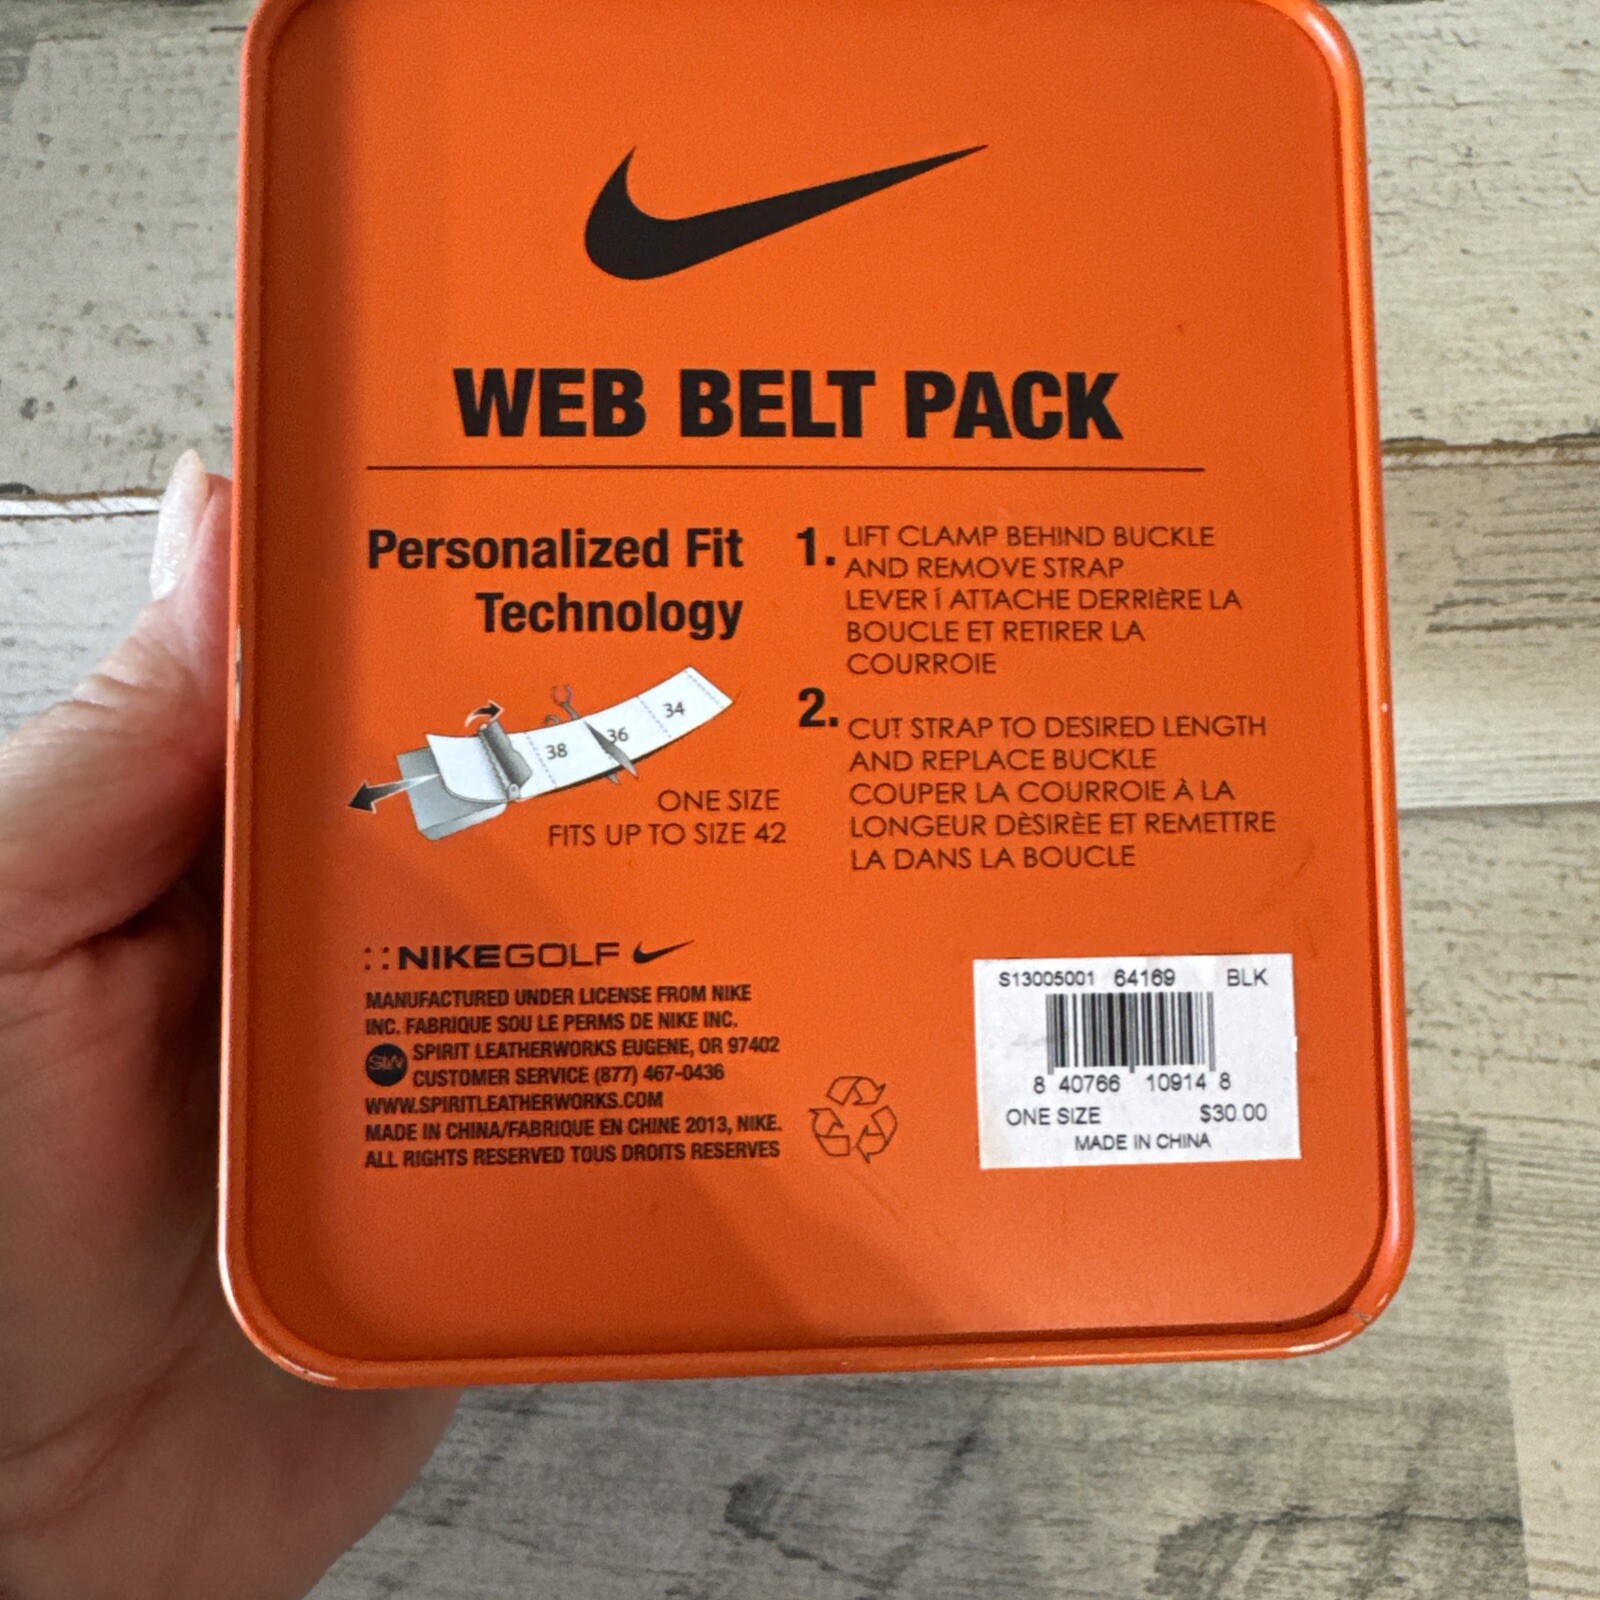 WEB BELT PACK
Personalized Fit
Technology
38
36
34
ONE SIZE
FITS UP TO SIZE 42
1. LIFT CLAMP BEHIND BUCKLE
AND REMOVE STRAP
LEVER Í ATTACHE DERRIÈRE LA
BOUCLE ET RETIRER LA
COURROIE
2. CUT STRAP TO DESIRED LENGTH
AND REPLACE BUCKLE
COUPER LA COURROIE À LA
LONGEUR DÈSIRÈE ET REMETTRE
LA DANS LA BOUCLE
::NIKEGOLF
MANUFACTURED UNDER LICENSE FROM NIKE
INC. FABRIQUE SOU LE PERMS DE NIKE INC.
SLW SPIRIT LEATHERWORKS EUGENE, OR 97402
CUSTOMER SERVICE (877) 467-0436
WWW.SPIRITLEATHERWORKS.COM
MADE IN CHINA/FABRIQUE EN CHINE 2013, NIKE.
ALL RIGHTS RESERVED TOUS DROITS RESERVES
S13005001 64169 BLK
8 40766 10914 8
ONE SIZE $30.00
MADE IN CHINA